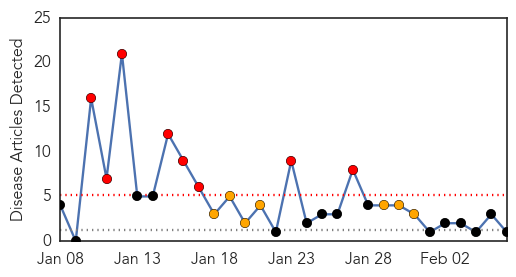 Disease Articles Detected
25
20
15
10
5
0
Jan 08
Jan 13
Jan 18
Jan 23
Jan 28
Feb 02